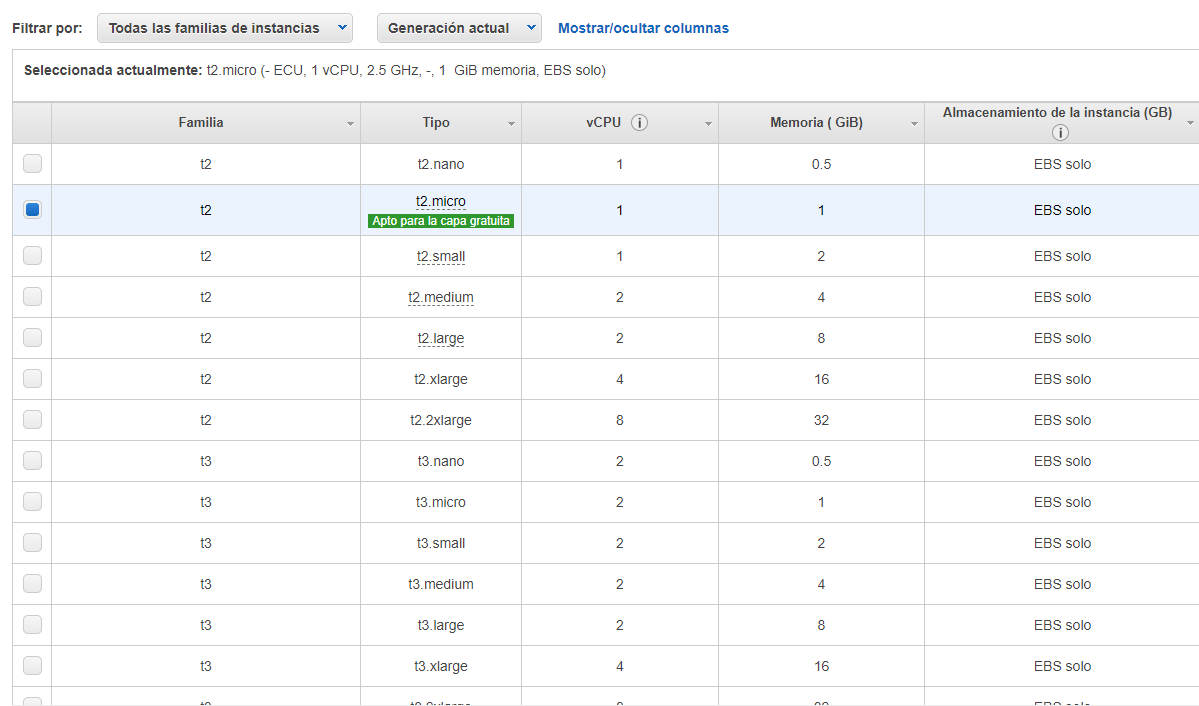 Filtrar por: Todas las familias de instancias Generación actual Mostrar/ocultar columnas
Seleccionada actualmente: t2.micro (- ECU, 1 vCPU, 2.5 GHz, -, 1 GiB memoria, EBS solo)
Familia Tipo vCPU i Memoria ( GiB) Almacenamiento de la instancia (GB) i
t2 t2.nano 1 0.5 EBS solo
t2 t2.micro 1 1 EBS solo
Apto para la capa gratuita
t2 t2.small 1 2 EBS solo
t2 t2.medium 2 4 EBS solo
t2 t2.large 2 8 EBS solo
t2 t2.xlarge 4 16 EBS solo
t2 t2.2xlarge 8 32 EBS solo
t3 t3.nano 2 0.5 EBS solo
t3 t3.micro 2 1 EBS solo
t3 t3.small 2 2 EBS solo
t3 t3.medium 2 4 EBS solo
t3 t3.large 2 8 EBS solo
t3 t3.xlarge 4 16 EBS solo